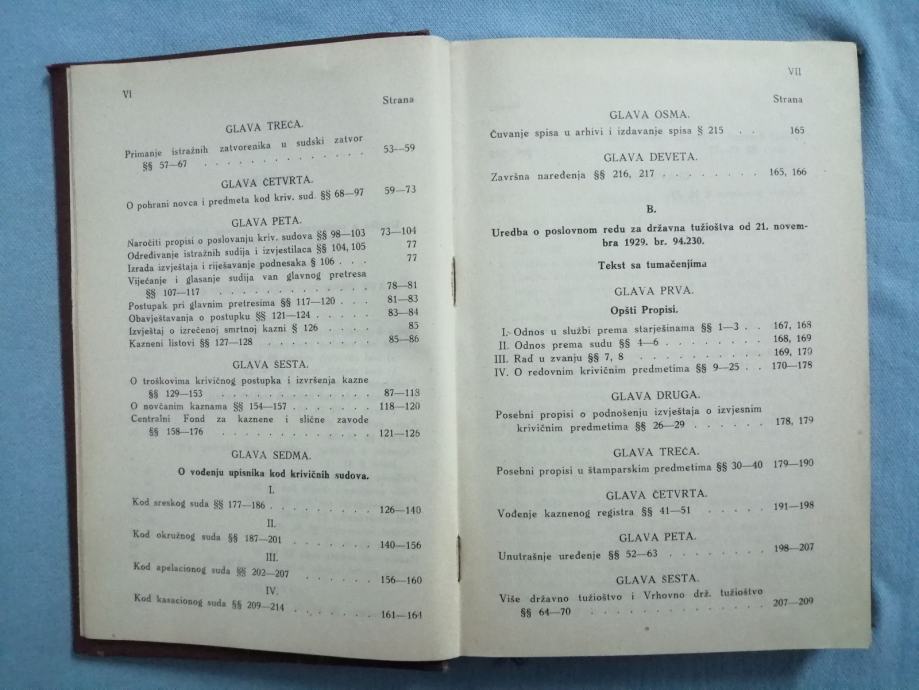 VI
Strana
GLAVA TREĆA.
Primanje istražnih zatvorenika u sudski zatvor
§§ 57—67 . . . . . . . . . . . . . . 53—59
GLAVA ČETVRTA.
O pohrani novca i predmeta kod kriv. sud. §§ 68—97 59—73
GLAVA PETA.
Naročiti propisi o poslovanju kriv. sudova §§ 98—103 73—104
Određivanje istražnih sudija i izvjestilaca §§ 104, 105 77
Izrada izvještaja i riješavanje podnesaka § 106 . . . 77
Vijećanje i glasanje sudija van glavnog pretresa
§§ 107—117 . . . . . . . . . . . . . 78—81
Postupak pri glavnim pretresima §§ 117—120 . . . 81—83
Obavještavanja o postupku §§ 121—124 . . . . . 83—84
Izvještaj o izrečenoj smrtnoj kazni § 126 . . . . 85
Kazneni listovi §§ 127—128 . . . . . . . . . 85—86
GLAVA ŠESTA.
O troškovima krivičnog postupka i izvršenja kazne
§§ 129—153 . . . . . . . . . . . . . 87—118
O novčanim kaznama §§ 154—157 . . . . . . . 118—120
Centralni Fond za kaznene i slične zavode
§§ 158—176 . . . . . . . . . . . . 121—126
GLAVA SEDMA.
O vođenju upisnika kod krivičnih sudova.
I.
Kod sreskog suda §§ 177—186 . . . . . . . . . 126—140
II.
Kod okružnog suda §§ 187—201 . . . . . . . . 140—156
III.
Kod apelacionog suda §§ 202—207 . . . . . . 156—160
IV.
Kod kasacionog suda §§ 209—214 . . . . . . 161—164
VII
Strana
GLAVA OSMA.
Čuvanje spisa u arhivi i izdavanje spisa § 215 . . 165
GLAVA DEVETA.
Završna naređenja §§ 216, 217 . . . . . . . . 165, 166
B.
Uredba o poslovnom redu za državna tužioštva od 21. novem-
bra 1929. br. 94.230.
Tekst sa tumačenjima
GLAVA PRVA.
Opšti Propisi.
I. Odnos u službi prema starješinama §§ 1—3 . . 167, 168
II. Odnos prema sudu §§ 4—6 . . . . . . . . 168, 169
III. Rad u zvanju §§ 7, 8 . . . . . . . . . . 169, 170
IV. O redovnim krivičnim predmetima §§ 9—25 . . 170—178
GLAVA DRUGA.
Posebni propisi o podnošenju izvještaja o izvjesnim
krivičnim predmetima §§ 26—29 . . . . . . 178, 179
GLAVA TREĆA.
Posebni propisi u štamparskim predmetima §§ 30—40 179—190
GLAVA ČETVRTA.
Vođenje kaznenog registra §§ 41—51 . . . . . . 191—198
GLAVA PETA.
Unutrašnje uređenje §§ 52—63 . . . . . . . . 198—207
GLAVA ŠESTA.
Više državno tužioštvo i Vrhovno drž. tužioštvo
§§ 64—70 . . . . . . . . . . . . . . 207—209